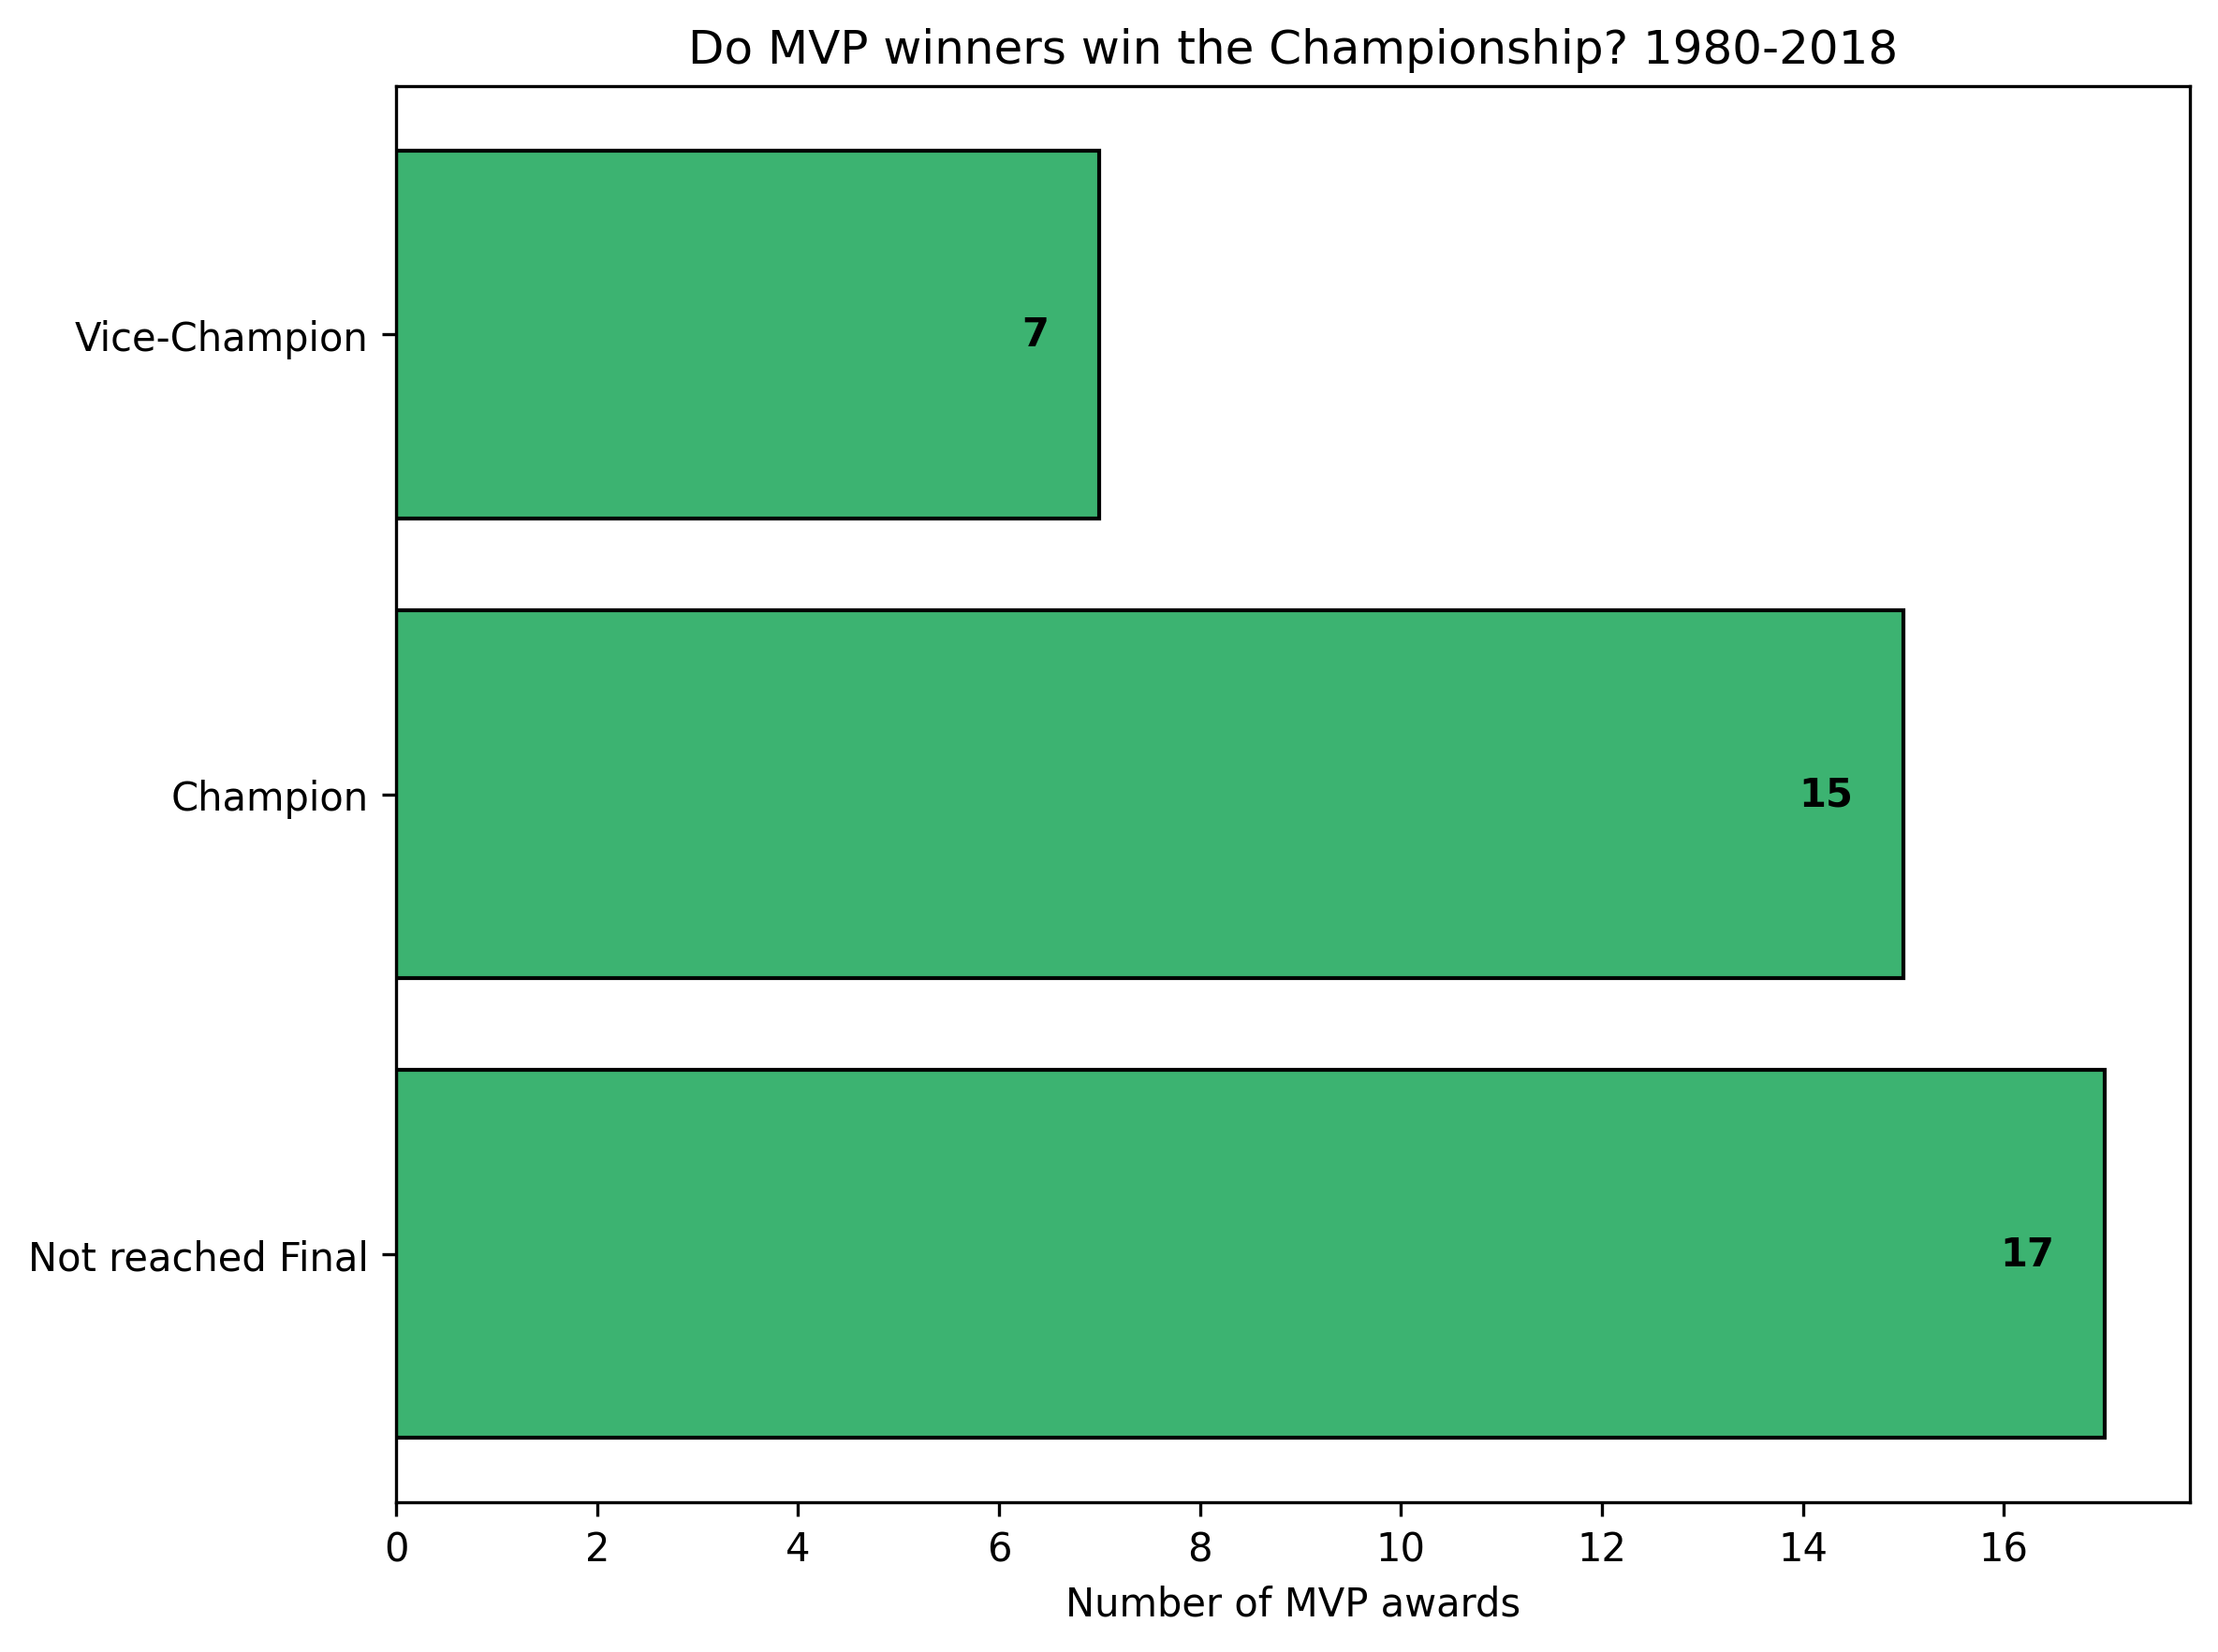 Do MVP winners win the Championship? 1980-2018
Vice-Champion
7
Champion
15
Not reached Final
17
0 2 4 6 8 10 12 14 16
Number of MVP awards